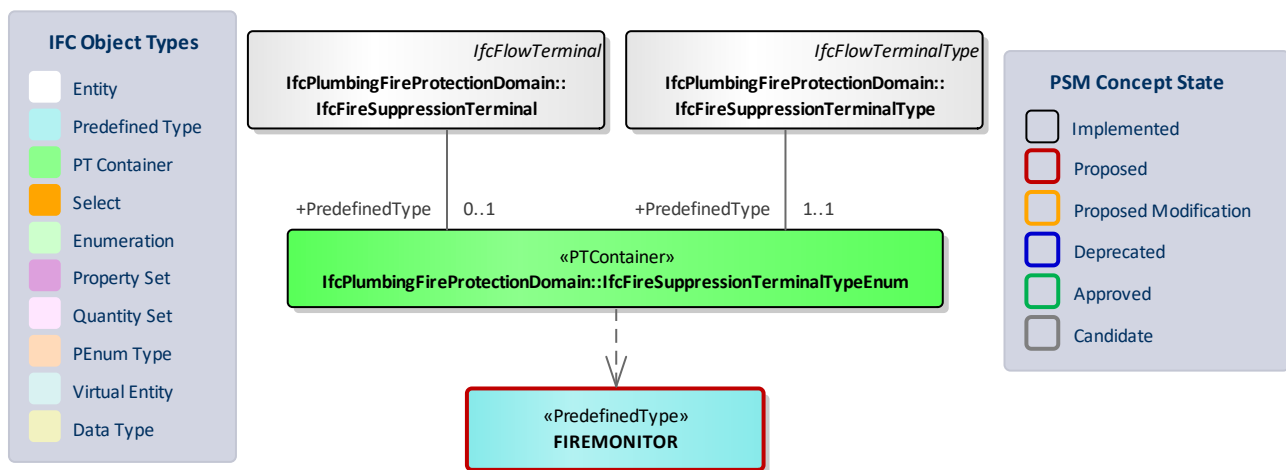 IFC Object Types
Entity
Predefined Type
PT Container
Select
Enumeration
Property Set
Quantity Set
PEnum Type
Virtual Entity
Data Type
IfcFlowTerminal
IfcPlumbingFireProtectionDomain::
IfcFireSuppressionTerminal
IfcFlowTerminalType
IfcPlumbingFireProtectionDomain::
IfcFireSuppressionTerminalType
+PredefinedType 0..1
+PredefinedType 1..1
«PTContainer»
IfcPlumbingFireProtectionDomain::IfcFireSuppressionTerminalTypeEnum
«PredefinedType»
FIREMONITOR
PSM Concept State
Implemented
Proposed
Proposed Modification
Deprecated
Approved
Candidate